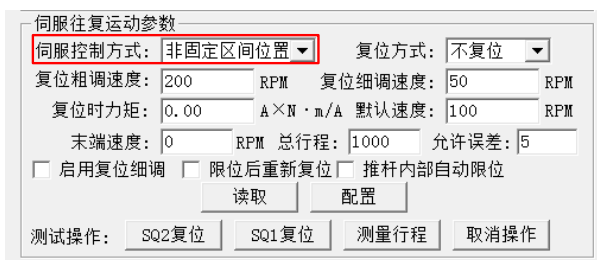 伺服往复运动参数
伺服控制方式: 非固定区间位置 复位方式: 不复位
复位粗调速度: 200 RPM 复位细调速度: 50 RPM
复位时力矩: 0.00 A×N·m/A 默认速度: 100 RPM
末端速度: 0 RPM 总行程: 1000 允许误差: 5
启用复位细调 限位后重新复位 推杆内部自动限位
读取 配置
测试操作: SQ2复位 SQ1复位 测量行程 取消操作